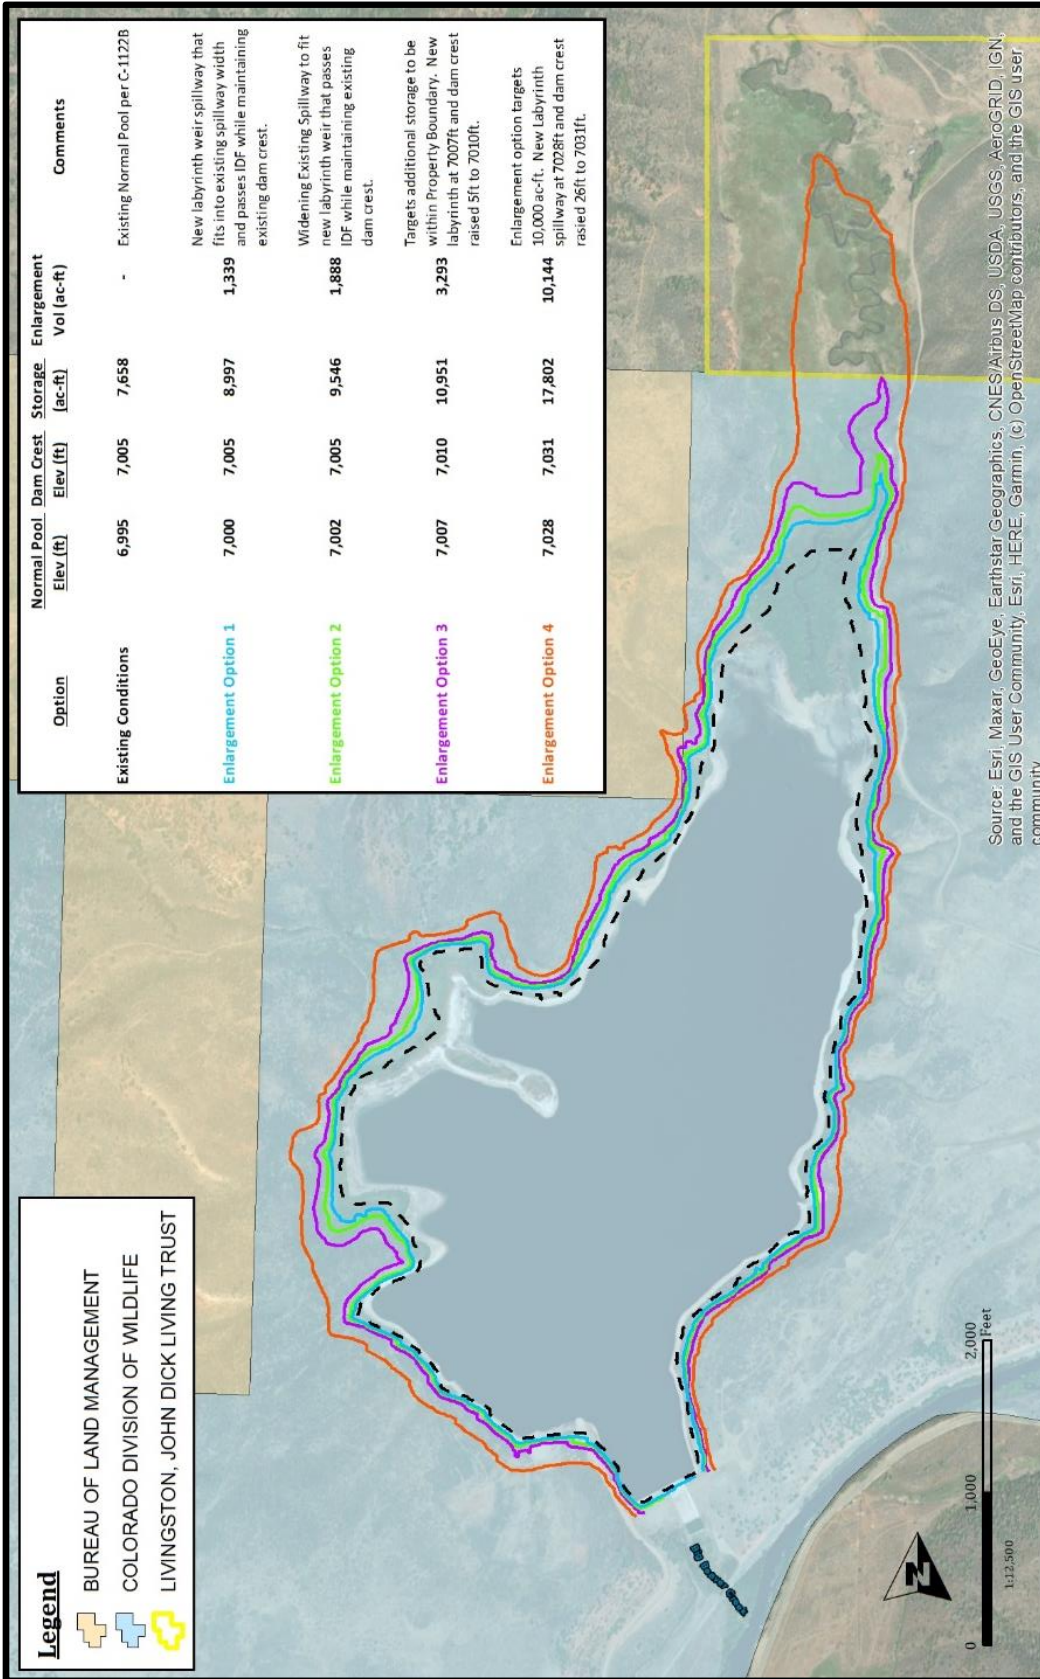 Legend
BUREAU OF LAND MANAGEMENT
COLORADO DIVISION OF WILDLIFE
LIVINGSTON, JOHN DICK LIVING TRUST
Option
Normal Pool Elev (ft)
Dam Crest Elev (ft)
Storage (ac-ft)
Enlargement Vol (ac-ft)
Comments
Existing Conditions 6,995 7,005 7,658 - Existing Normal Pool per C-1122B
Enlargement Option 1 7,000 7,005 8,997 1,339
New labyrinth weir spillway that
fits into existing spillway width
and passes IDF while maintaining
existing dam crest.
Enlargement Option 2 7,002 7,005 9,546 1,888
Widening Existing Spillway to fit
new labyrinth weir that passes
IDF while maintaining existing
dam crest.
Enlargement Option 3 7,007 7,010 10,951 3,293
Targets additional storage to be
within Property Boundary. New
labyrinth at 7007ft and dam crest
raised 5ft to 7010ft.
Enlargement Option 4 7,028 7,031 17,802 10,144
Enlargement option targets
10,000 ac-ft. New Labyrinth
spillway at 7028ft and dam crest
rasied 26ft to 7031ft.
Big Beaver Creek
N
0 1,000 2,000
Feet
1:12,500
Source: Esri, Maxar, GeoEye, Earthstar Geographics, CNES/Airbus DS, USDA, USGS, AeroGRID, IGN,
and the GIS User Community, Esri, HERE, Garmin, (c) OpenStreetMap contributors, and the GIS user
community